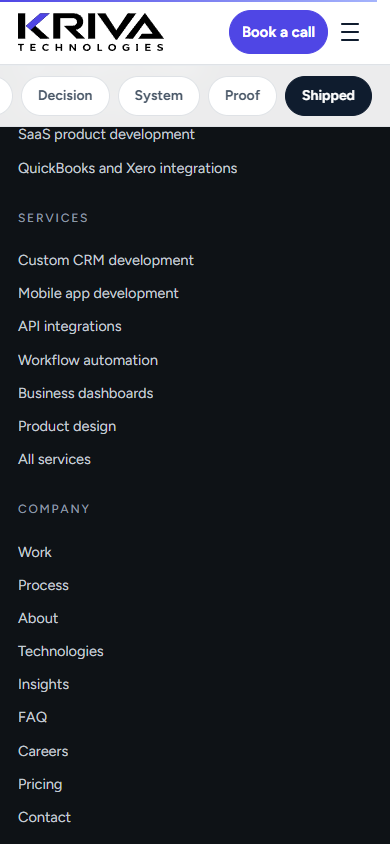 KRIVA
TECHNOLOGIES
Book a call
Decision
System
Proof
Shipped
SaaS product development
QuickBooks and Xero integrations
SERVICES
Custom CRM development
Mobile app development
API integrations
Workflow automation
Business dashboards
Product design
All services
COMPANY
Work
Process
About
Technologies
Insights
FAQ
Careers
Pricing
Contact